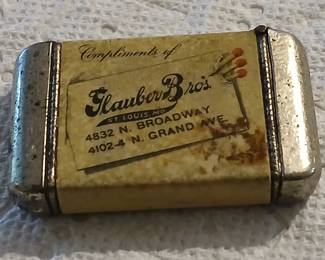 Compliments of
Glauber Bro's
ST. LOUIS, MO.
4832 N. BROADWAY
4102-4 N. GRAND AVE.